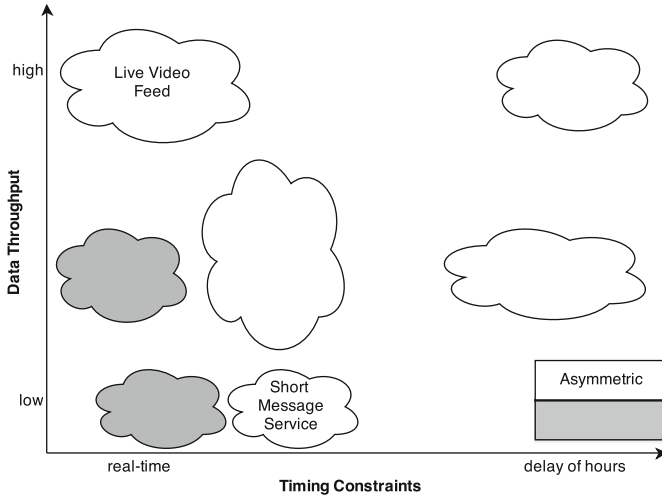 high
Live Video
Feed
Data Throughput
Asymmetric
low
Short
Message
Service
real-time
delay of hours
Timing Constraints